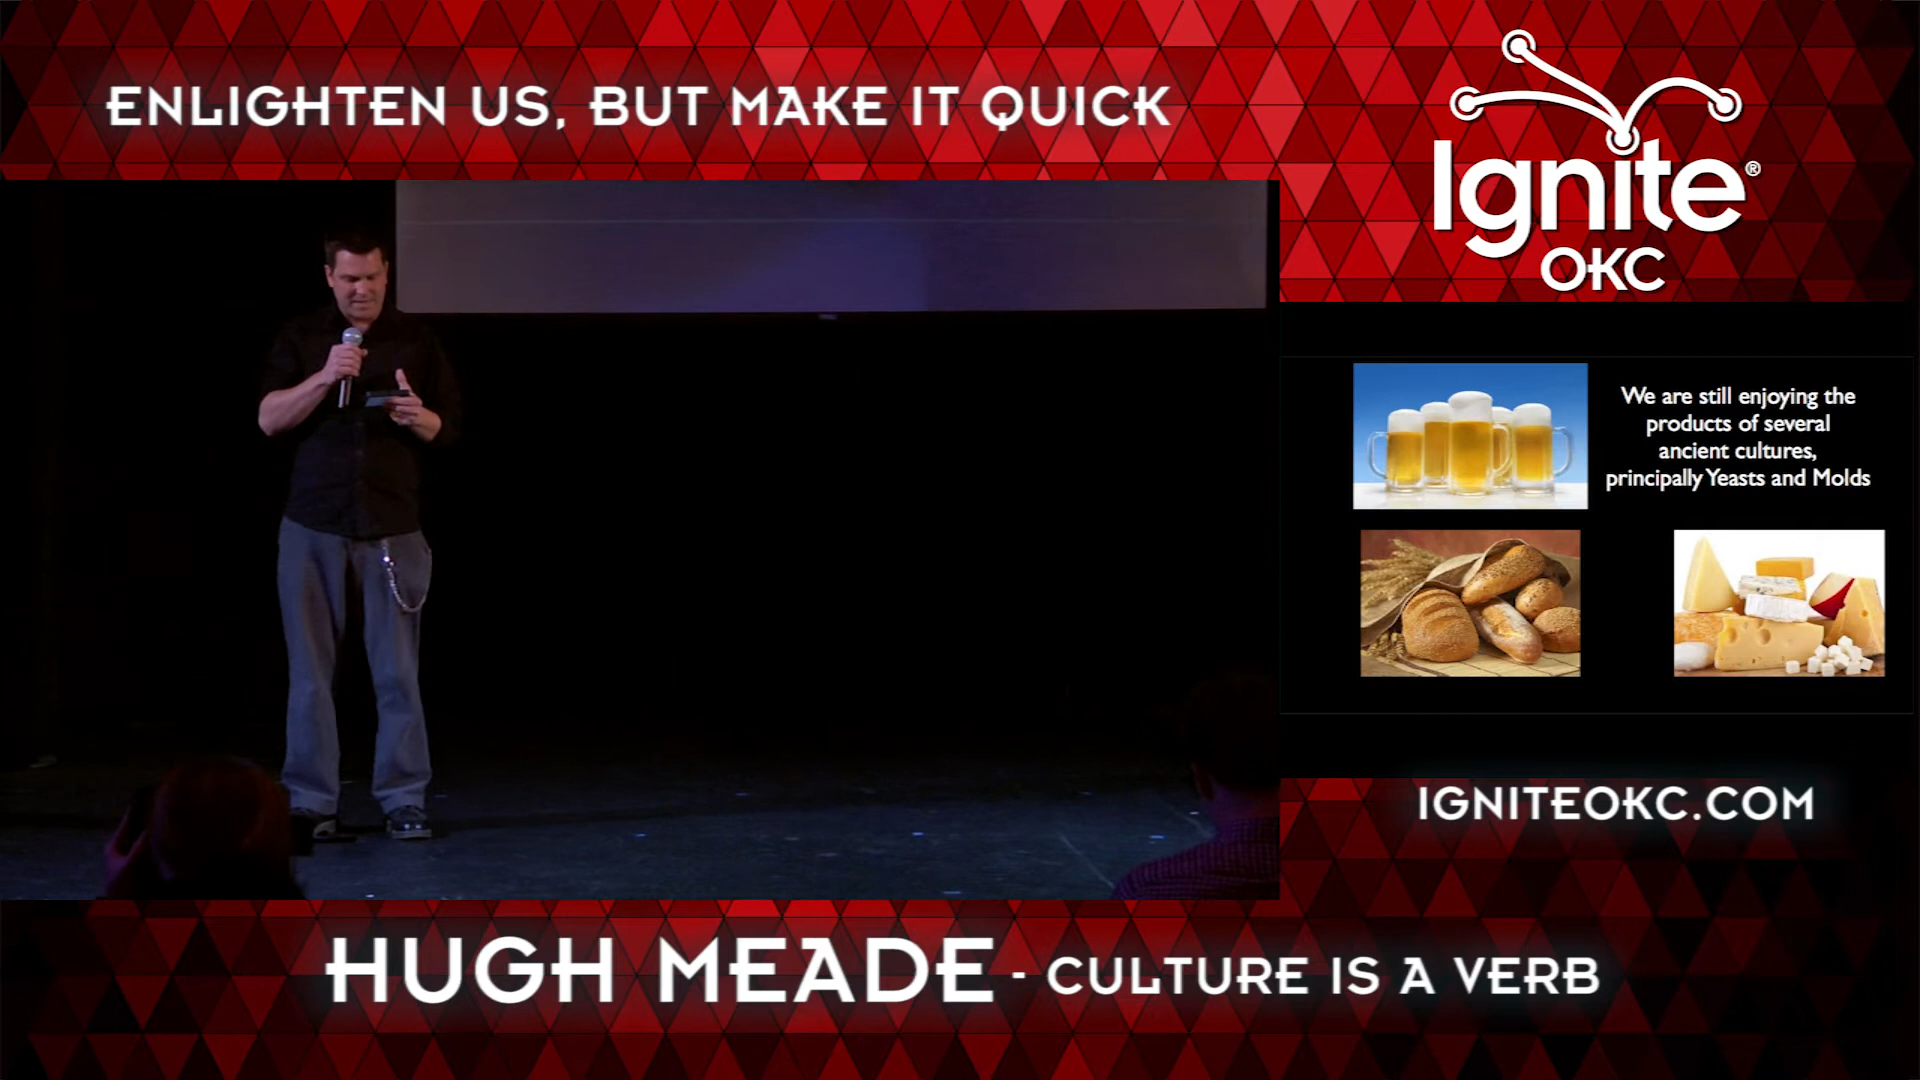 ENLIGHTEN US, BUT MAKE IT QUICK
Ignite®
OKC
We are still enjoying the
products of several
ancient cultures,
principally Yeasts and Molds
IGNITEOKC.COM
HUGH MEADE - CULTURE IS A VERB